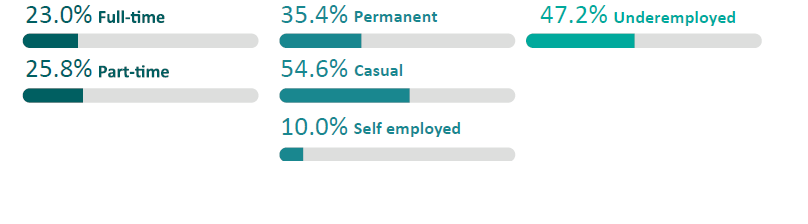 23.0% Full-time
25.8% Part-time
35.4% Permanent
54.6% Casual
10.0% Self employed
47.2% Underemployed